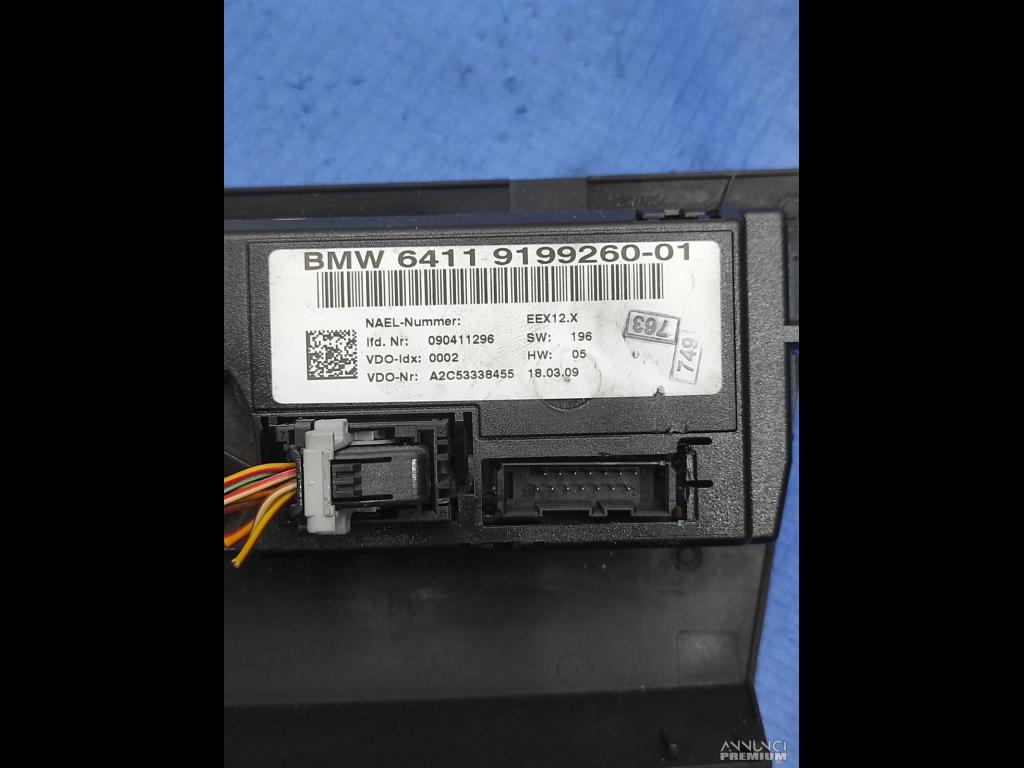 BMW 6411 9199260-01
NAEL-Nummer: EEX12.X
lfd. Nr: 090411296 SW: 196
VDO-Idx: 0002 HW: 05
VDO-Nr: A2C53338455 18.03.09
763
749
ANNUNCI
PREMIUM